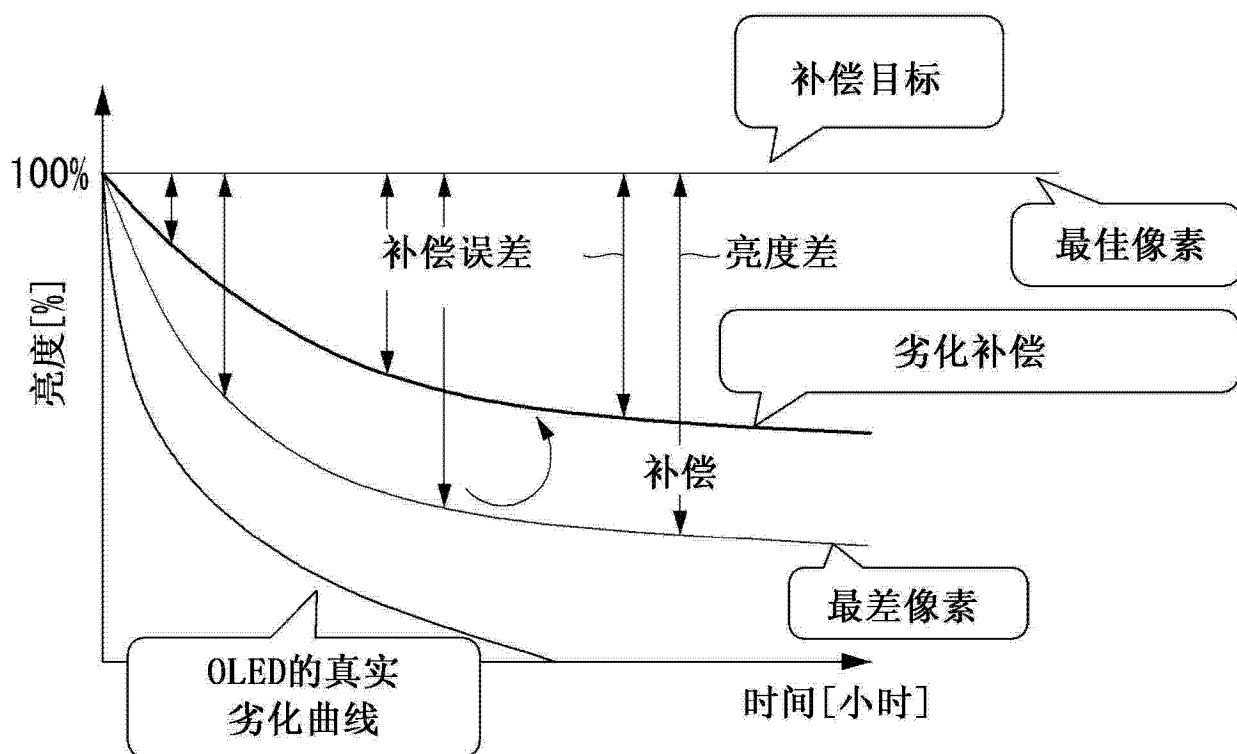 补偿目标
100%
最佳像素
补偿误差
亮度差
亮度[%]
劣化补偿
补偿
最差像素
OLED的真实
劣化曲线
时间[小时]